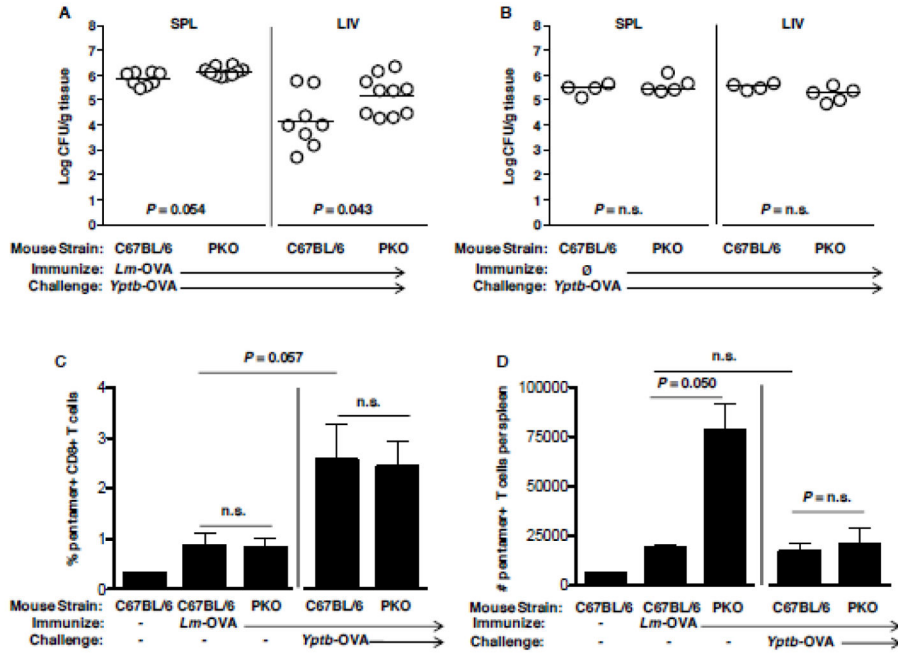 A
SPL LIV
Log CFU/g tissue
8
7
6
5
4
3
2
1
0
P = 0.054 P = 0.043
Mouse Strain: C67BL/6 PKO C67BL/6 PKO
Immunize: Lm-OVA
Challenge: Yptb-OVA
B
SPL LIV
Log CFU/g tissue
8
7
6
5
4
3
2
1
0
P = n.s. P = n.s.
Mouse Strain: C67BL/6 PKO C67BL/6 PKO
Immunize: Ø
Challenge: Yptb-OVA
C
P = 0.057
n.s.
n.s.
% pentamer+ CD8+ T cells
4
3
2
1
0
Mouse Strain: C67BL/6 C67BL/6 PKO C67BL/6 PKO
Immunize: - Lm-OVA
Challenge: - - - Yptb-OVA
D
n.s.
P = 0.050
P = n.s.
# pentamer+ T cells perspleen
100000
75000
50000
25000
0
Mouse Strain: C67BL/6 C67BL/6 PKO C67BL/6 PKO
Immunize: - Lm-OVA
Challenge: - - - Yptb-OVA